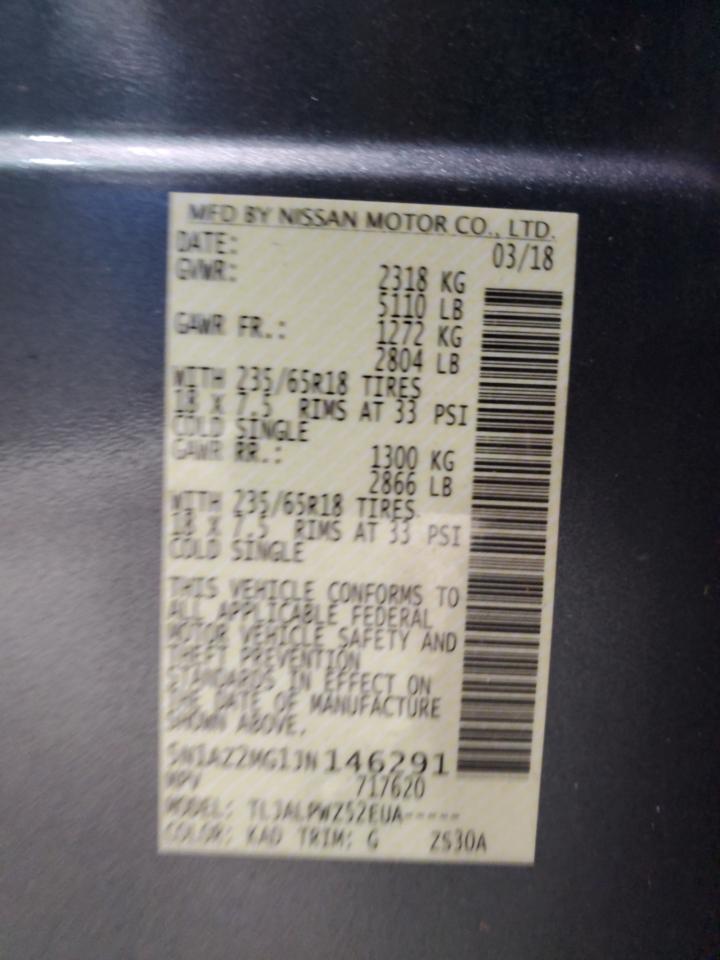 MFD BY NISSAN MOTOR CO., LTD.
DATE: 03/18
GVWR: 2318 KG
5110 LB
GAWR FR.: 1272 KG
2804 LB
WITH 235/65R18 TIRES
18 X 7.5 RIMS AT 33 PSI
COLD SINGLE
GAWR RR.: 1300 KG
2866 LB
WITH 235/65R18 TIRES
18 X 7.5 RIMS AT 33 PSI
COLD SINGLE
THIS VEHICLE CONFORMS TO
ALL APPLICABLE FEDERAL
MOTOR VEHICLE SAFETY AND
THEFT PREVENTION
STANDARDS IN EFFECT ON
THE DATE OF MANUFACTURE
SHOWN ABOVE.
5N1AZ2MG1JN146291
MPV 717620
MODEL: TLJALPWZ52EUA-----
COLOR: KAD TRIM: G ZS30A